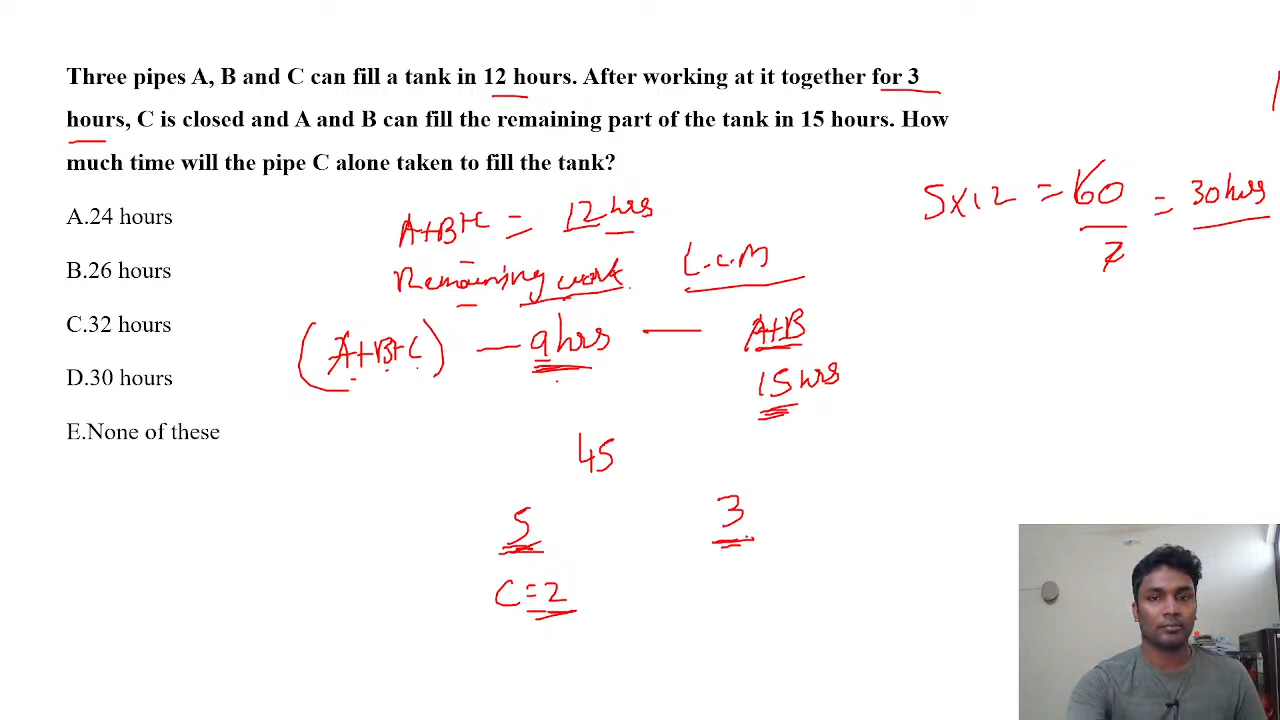 Three pipes A, B and C can fill a tank in 12 hours. After working at it together for 3
hours, C is closed and A and B can fill the remaining part of the tank in 15 hours. How
much time will the pipe C alone taken to fill the tank?
A.24 hours
B.26 hours
C.32 hours
D.30 hours
E.None of these
A+B+C = 12 hrs
Remaining work L.C.M
(A+B+C) — 9 hrs — A+B
15 hrs
45
5 3
C = 2
5 x 12 = 60 = 30 hrs
2